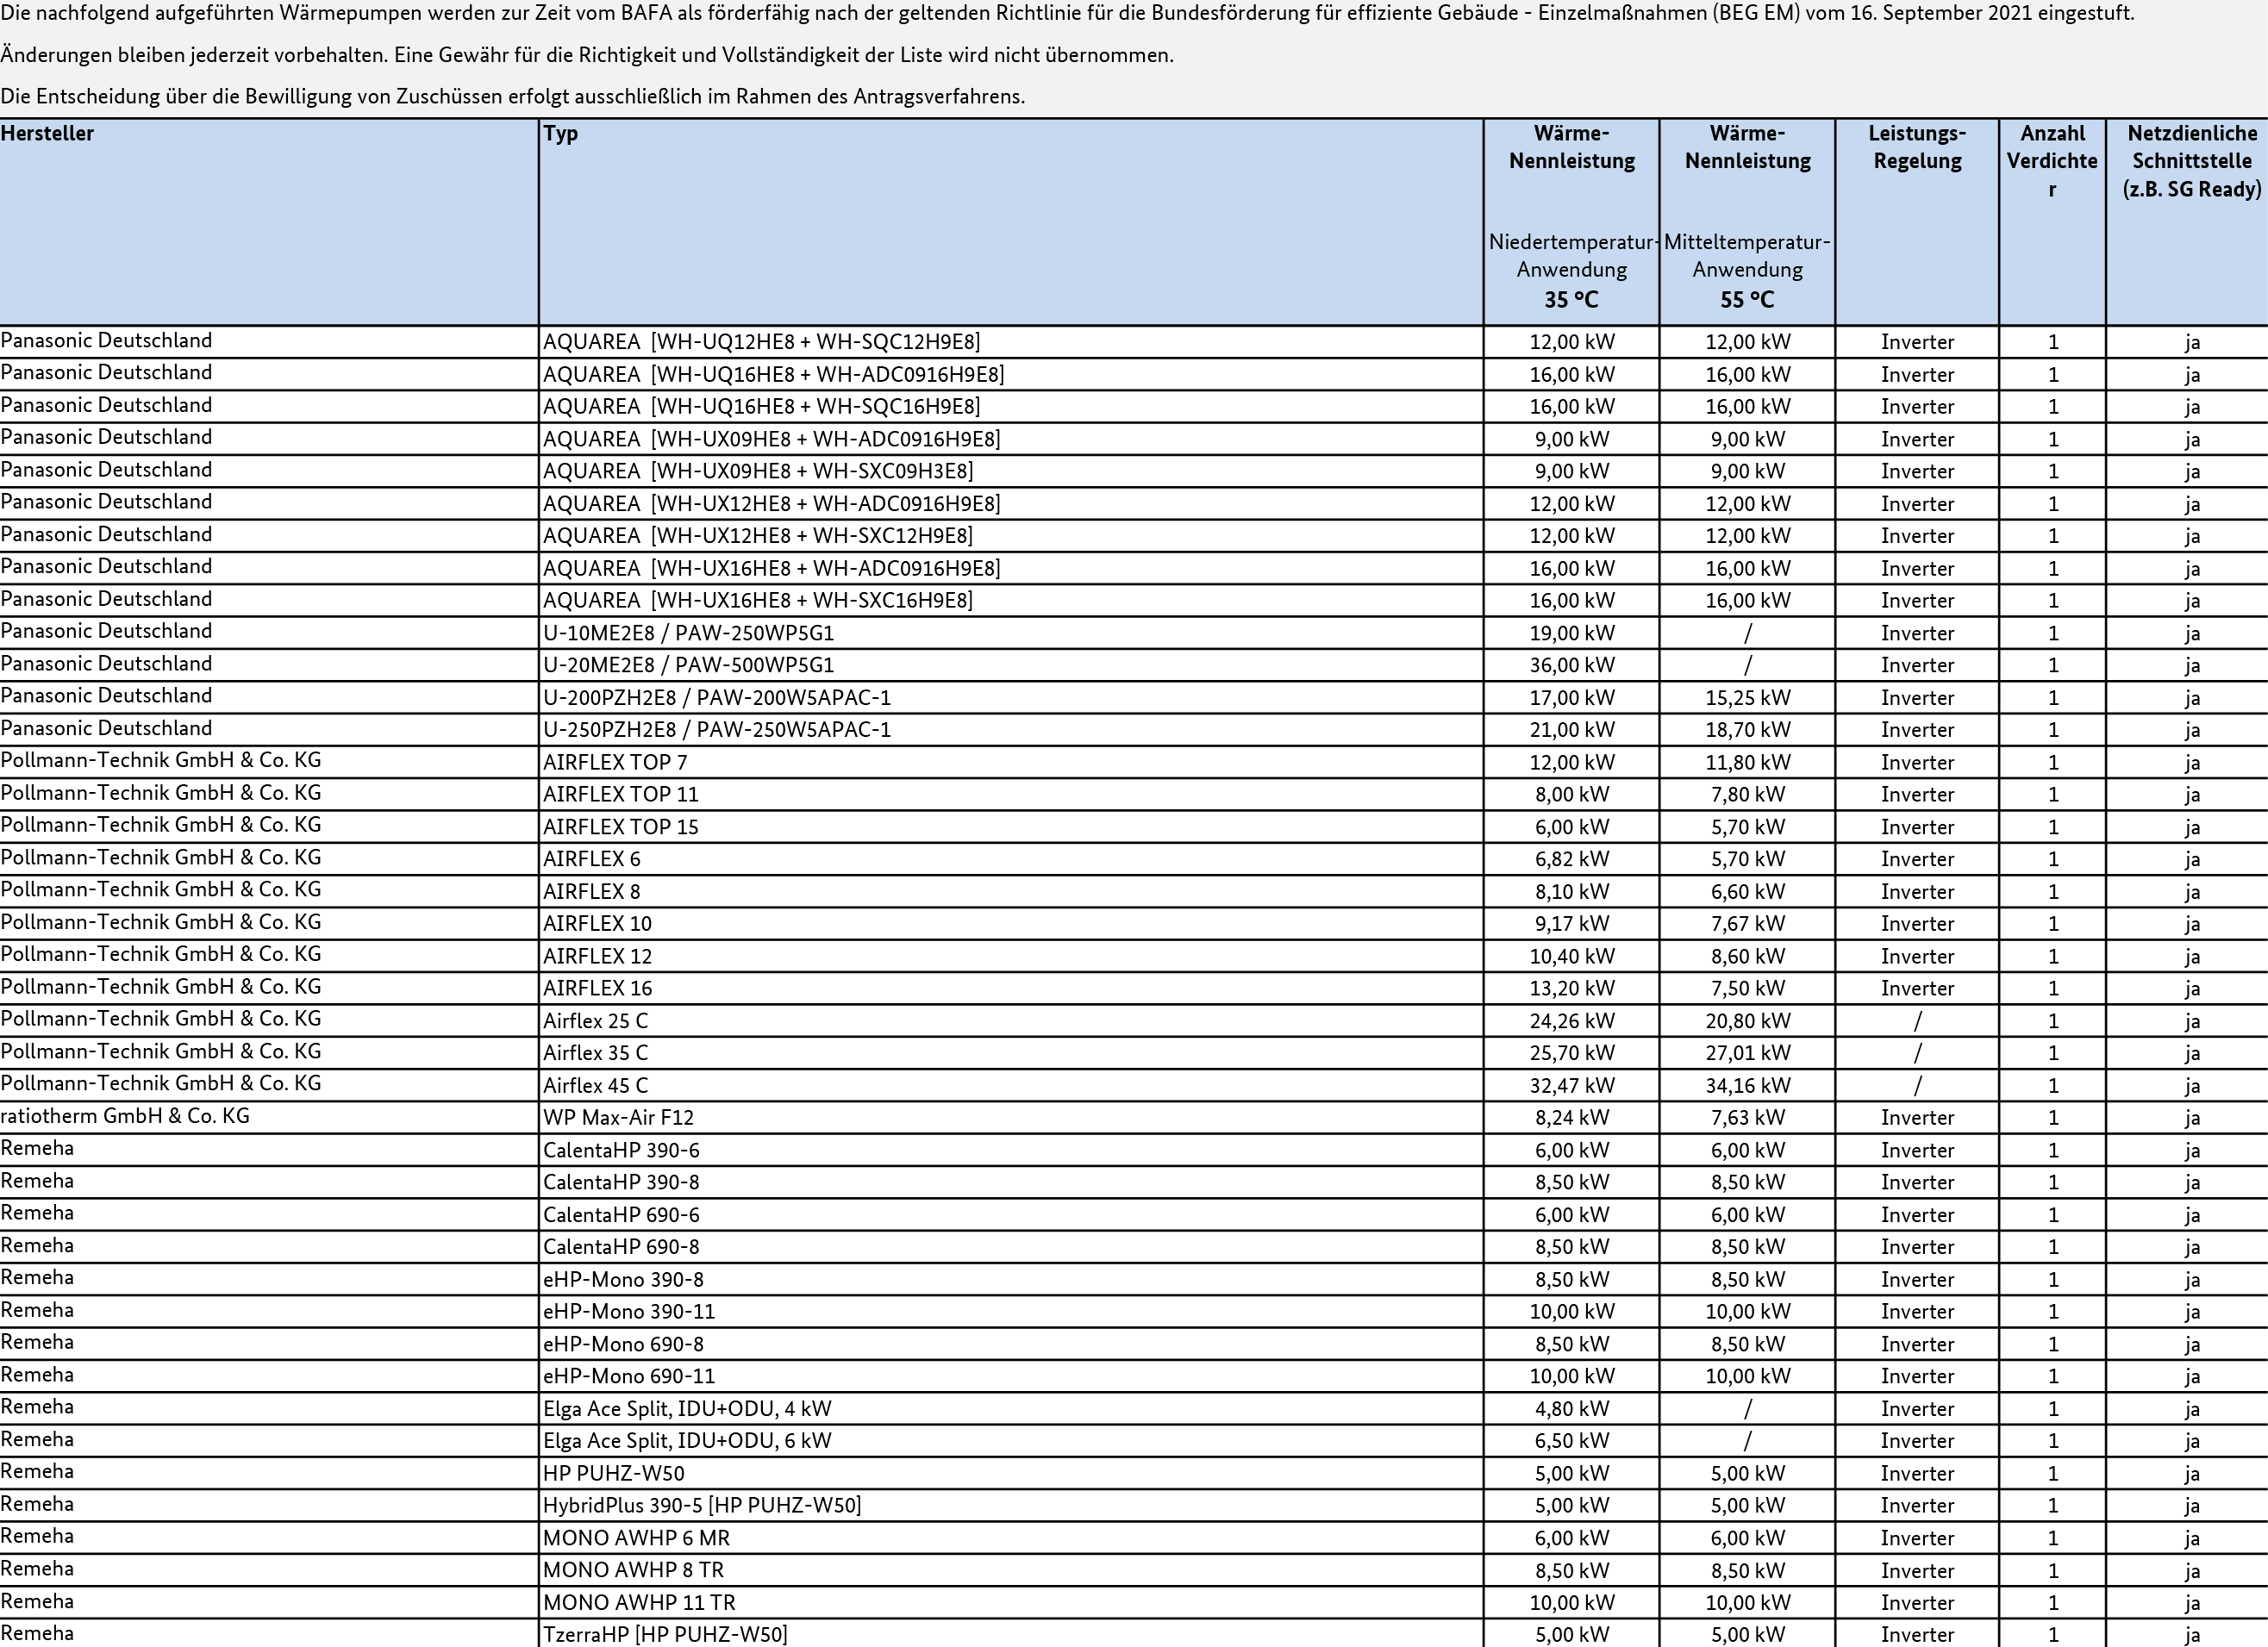 Die nachfolgend aufgeführten Wärmepumpen werden zur Zeit vom BAFA als förderfähig nach der geltenden Richtlinie für die Bundesförderung für effiziente Gebäude - Einzelmaßnahmen (BEG EM) vom 16. September 2021 eingestuft.
Änderungen bleiben jederzeit vorbehalten. Eine Gewähr für die Richtigkeit und Vollständigkeit der Liste wird nicht übernommen.
Die Entscheidung über die Bewilligung von Zuschüssen erfolgt ausschließlich im Rahmen des Antragsverfahrens.
Hersteller Typ Wärme- Wärme- Leistungs- Anzahl Netzdienliche
Nennleistung Nennleistung Regelung Verdichte Schnittstelle
r (z.B. SG Ready)
Niedertemperatur- Mitteltemperatur-
Anwendung Anwendung
35 °C 55 °C
Panasonic Deutschland AQUAREA [WH-UQ12HE8 + WH-SQC12H9E8] 12,00 kW 12,00 kW Inverter 1 ja
Panasonic Deutschland AQUAREA [WH-UQ16HE8 + WH-ADC0916H9E8] 16,00 kW 16,00 kW Inverter 1 ja
Panasonic Deutschland AQUAREA [WH-UQ16HE8 + WH-SQC16H9E8] 16,00 kW 16,00 kW Inverter 1 ja
Panasonic Deutschland AQUAREA [WH-UX09HE8 + WH-ADC0916H9E8] 9,00 kW 9,00 kW Inverter 1 ja
Panasonic Deutschland AQUAREA [WH-UX09HE8 + WH-SXC09H3E8] 9,00 kW 9,00 kW Inverter 1 ja
Panasonic Deutschland AQUAREA [WH-UX12HE8 + WH-ADC0916H9E8] 12,00 kW 12,00 kW Inverter 1 ja
Panasonic Deutschland AQUAREA [WH-UX12HE8 + WH-SXC12H9E8] 12,00 kW 12,00 kW Inverter 1 ja
Panasonic Deutschland AQUAREA [WH-UX16HE8 + WH-ADC0916H9E8] 16,00 kW 16,00 kW Inverter 1 ja
Panasonic Deutschland AQUAREA [WH-UX16HE8 + WH-SXC16H9E8] 16,00 kW 16,00 kW Inverter 1 ja
Panasonic Deutschland U-10ME2E8 / PAW-250WP5G1 19,00 kW / Inverter 1 ja
Panasonic Deutschland U-20ME2E8 / PAW-500WP5G1 36,00 kW / Inverter 1 ja
Panasonic Deutschland U-200PZH2E8 / PAW-200W5APAC-1 17,00 kW 15,25 kW Inverter 1 ja
Panasonic Deutschland U-250PZH2E8 / PAW-250W5APAC-1 21,00 kW 18,70 kW Inverter 1 ja
Pollmann-Technik GmbH & Co. KG AIRFLEX TOP 7 12,00 kW 11,80 kW Inverter 1 ja
Pollmann-Technik GmbH & Co. KG AIRFLEX TOP 11 8,00 kW 7,80 kW Inverter 1 ja
Pollmann-Technik GmbH & Co. KG AIRFLEX TOP 15 6,00 kW 5,70 kW Inverter 1 ja
Pollmann-Technik GmbH & Co. KG AIRFLEX 6 6,82 kW 5,70 kW Inverter 1 ja
Pollmann-Technik GmbH & Co. KG AIRFLEX 8 8,10 kW 6,60 kW Inverter 1 ja
Pollmann-Technik GmbH & Co. KG AIRFLEX 10 9,17 kW 7,67 kW Inverter 1 ja
Pollmann-Technik GmbH & Co. KG AIRFLEX 12 10,40 kW 8,60 kW Inverter 1 ja
Pollmann-Technik GmbH & Co. KG AIRFLEX 16 13,20 kW 7,50 kW Inverter 1 ja
Pollmann-Technik GmbH & Co. KG Airflex 25 C 24,26 kW 20,80 kW / 1 ja
Pollmann-Technik GmbH & Co. KG Airflex 35 C 25,70 kW 27,01 kW / 1 ja
Pollmann-Technik GmbH & Co. KG Airflex 45 C 32,47 kW 34,16 kW / 1 ja
ratiotherm GmbH & Co. KG WP Max-Air F12 8,24 kW 7,63 kW Inverter 1 ja
Remeha CalentaHP 390-6 6,00 kW 6,00 kW Inverter 1 ja
Remeha CalentaHP 390-8 8,50 kW 8,50 kW Inverter 1 ja
Remeha CalentaHP 690-6 6,00 kW 6,00 kW Inverter 1 ja
Remeha CalentaHP 690-8 8,50 kW 8,50 kW Inverter 1 ja
Remeha eHP-Mono 390-8 8,50 kW 8,50 kW Inverter 1 ja
Remeha eHP-Mono 390-11 10,00 kW 10,00 kW Inverter 1 ja
Remeha eHP-Mono 690-8 8,50 kW 8,50 kW Inverter 1 ja
Remeha eHP-Mono 690-11 10,00 kW 10,00 kW Inverter 1 ja
Remeha Elga Ace Split, IDU+ODU, 4 kW 4,80 kW / Inverter 1 ja
Remeha Elga Ace Split, IDU+ODU, 6 kW 6,50 kW / Inverter 1 ja
Remeha HP PUHZ-W50 5,00 kW 5,00 kW Inverter 1 ja
Remeha HybridPlus 390-5 [HP PUHZ-W50] 5,00 kW 5,00 kW Inverter 1 ja
Remeha MONO AWHP 6 MR 6,00 kW 6,00 kW Inverter 1 ja
Remeha MONO AWHP 8 TR 8,50 kW 8,50 kW Inverter 1 ja
Remeha MONO AWHP 11 TR 10,00 kW 10,00 kW Inverter 1 ja
Remeha TzerraHP [HP PUHZ-W50] 5,00 kW 5,00 kW Inverter 1 ja